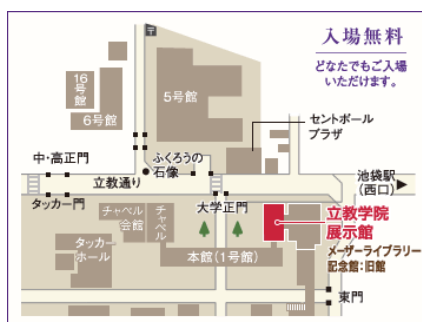 〒
入場無料
どなたでもご入場
いただけます。
16
号
館
6号館
5号館
セントポール
プラザ
ふくろうの
石像
中・高正門
立教通り
池袋駅
(西口)
タッカー門
大学正門
チャペル
会館
チャペル
立教学院
展示館
タッカー
ホール
本館(1号館)
メーザーライブラリー
記念館:旧館
東門